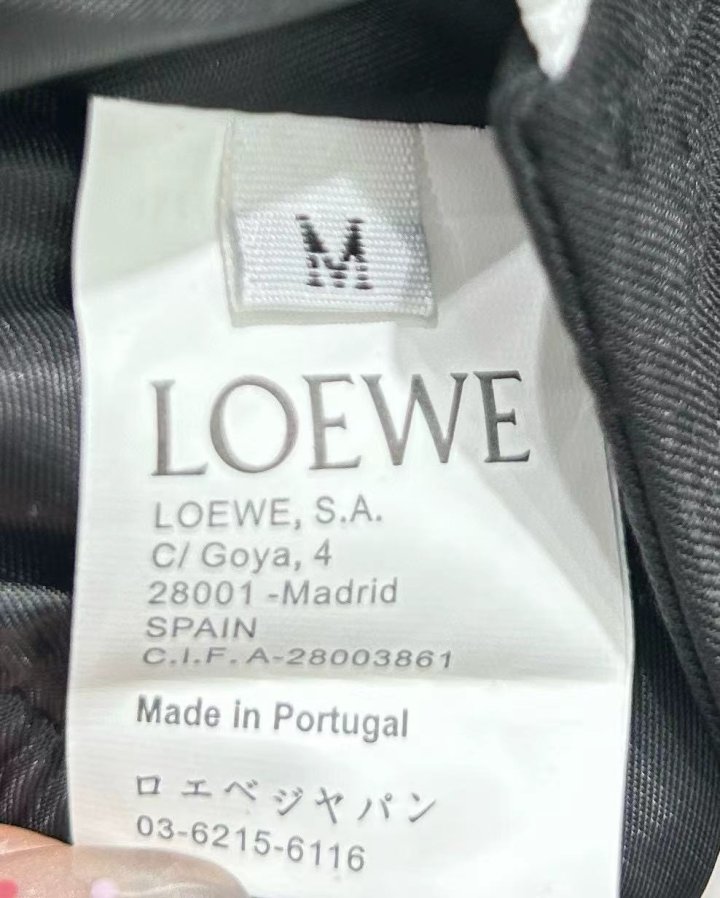 M
LOEWE
LOEWE, S.A.
C/ Goya, 4
28001 -Madrid
SPAIN
C.I.F. A-28003861
Made in Portugal
ロエベジヤパン
03-6215-6116